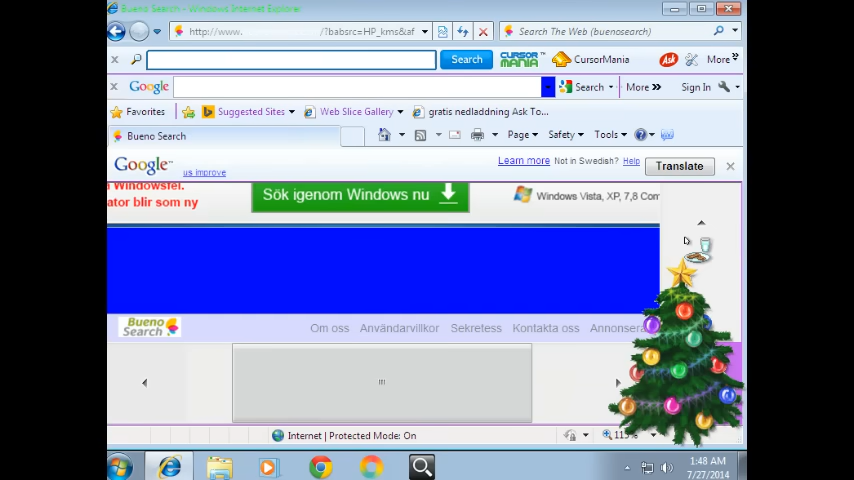 Bueno Search - Windows Internet Explorer
http://www. /?babsrc=HP_kms&af
Search The Web (buenosearch)
Search
CURSOR MANIA
CursorMania
Ask
More
Google
Search
More
Sign In
Favorites
Suggested Sites
Web Slice Gallery
gratis nedladdning Ask To...
Bueno Search
Page
Safety
Tools
Google™
us improve
Learn more
Not in Swedish?
Help
Translate
Windowsfel.
ator blir som ny
Sök igenom Windows nu
Windows Vista, XP, 7,8 Com
Bueno Search
Om oss
Användarvillkor
Sekretess
Kontakta oss
Annonsera
Internet | Protected Mode: On
1:48 AM
7/27/2014